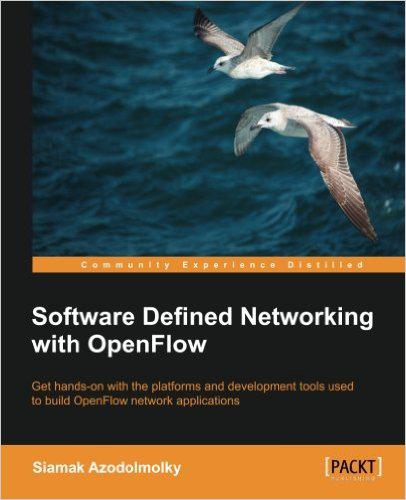 Community Experience Distilled
Software Defined Networking
with OpenFlow
Get hands-on with the platforms and development tools used
to build OpenFlow network applications
Siamak Azodolmolky
PACKT
PUBLISHING